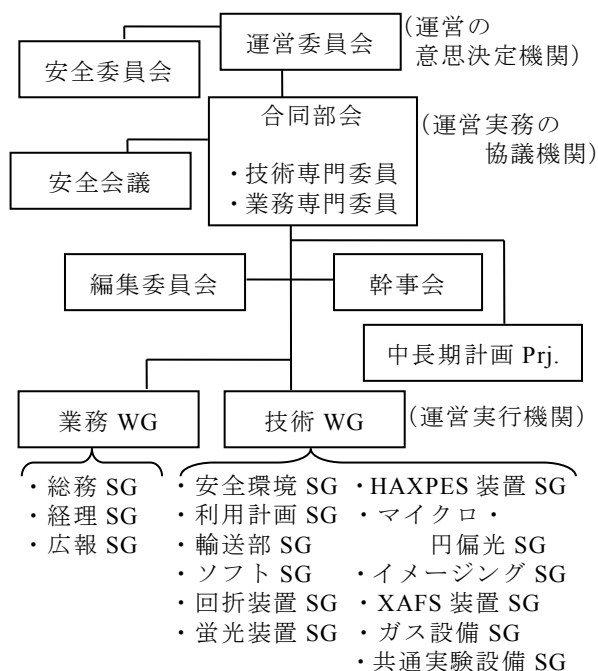 運営委員会
(運営の
意思決定機関)
安全委員会
合同部会
・技術専門委員
・業務専門委員
(運営実務の
協議機関)
安全会議
編集委員会
幹事会
中長期計画 Prj.
業務 WG
技術 WG
(運営実行機関)
・総務 SG
・経理 SG
・広報 SG
・安全環境 SG
・利用計画 SG
・輸送部 SG
・ソフト SG
・回折装置 SG
・蛍光装置 SG
・HAXPES 装置 SG
・マイクロ・
円偏光 SG
・イメージング SG
・XAFS 装置 SG
・ガス設備 SG
・共通実験設備 SG